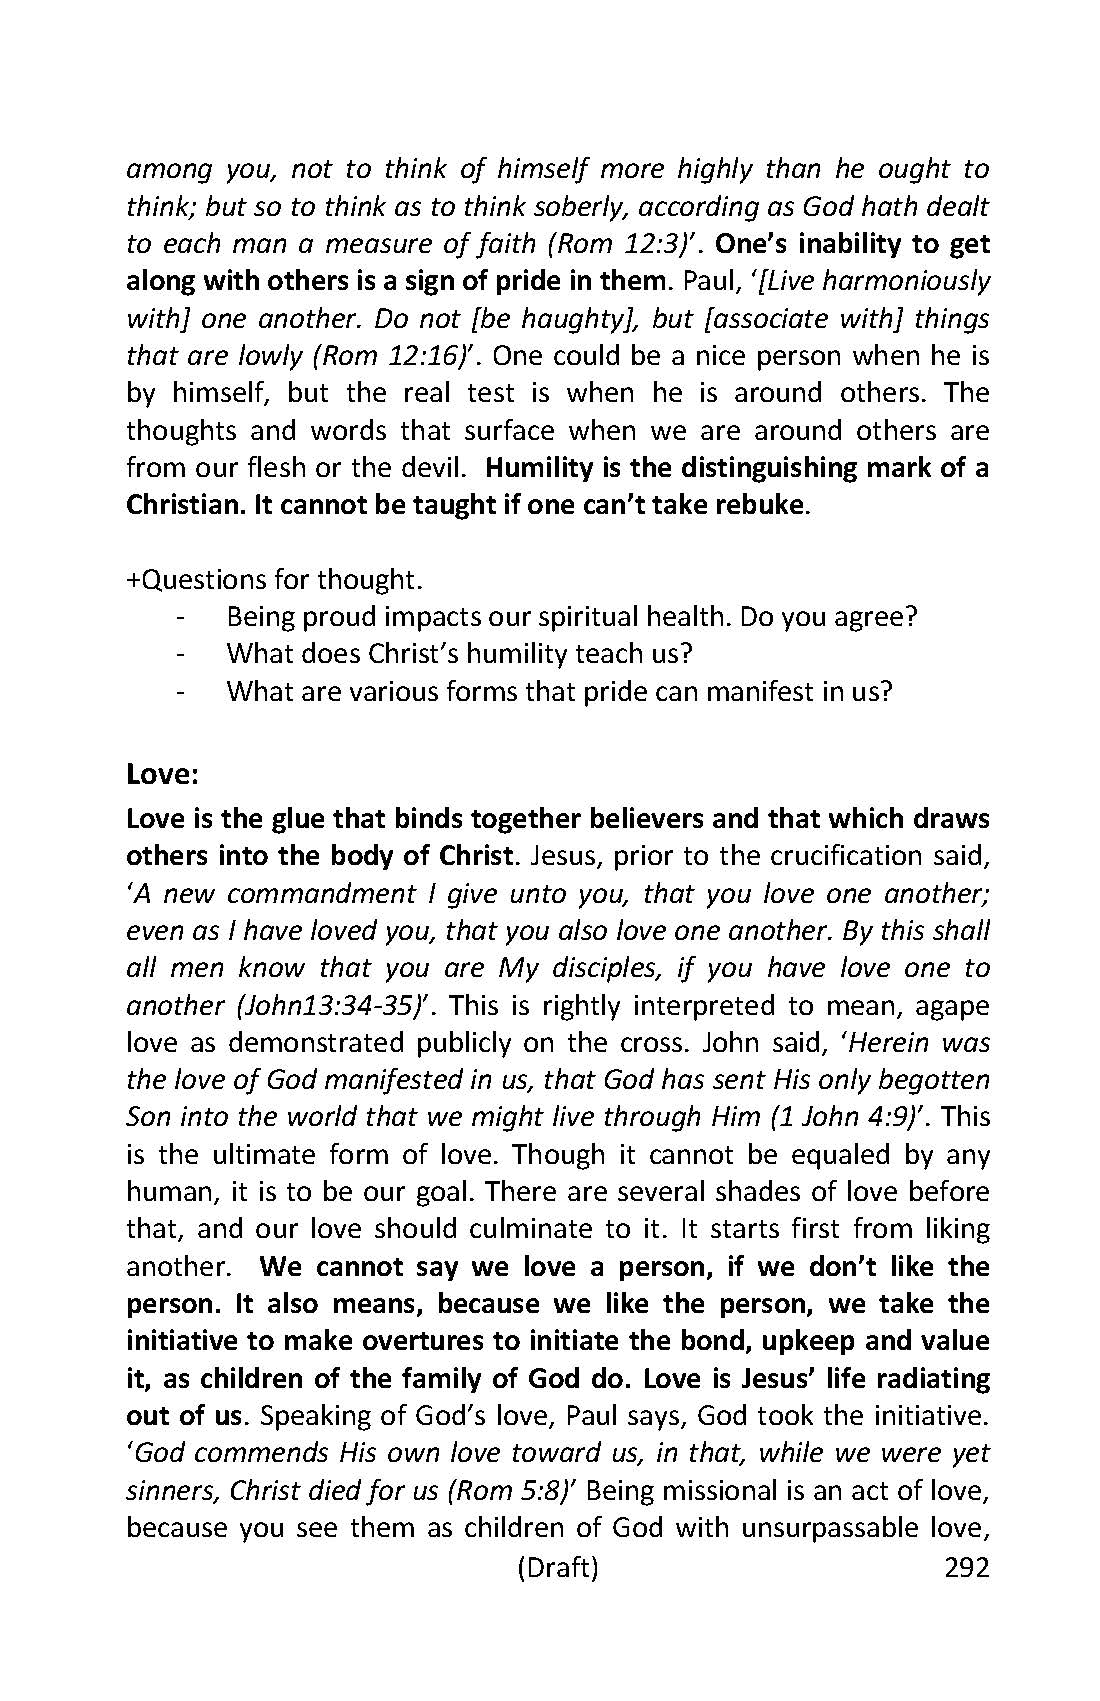 among you, not to think of himself more highly than he ought to
think; but so to think as to think soberly, according as God hath dealt
to each man a measure of faith (Rom 12:3)’. One’s inability to get
along with others is a sign of pride in them. Paul, ‘[Live harmoniously
with] one another. Do not [be haughty], but [associate with] things
that are lowly (Rom 12:16)’. One could be a nice person when he is
by himself, but the real test is when he is around others. The
thoughts and words that surface when we are around others are
from our flesh or the devil.  Humility is the distinguishing mark of a
Christian. It cannot be taught if one can’t take rebuke.
+Questions for thought.
- Being proud impacts our spiritual health. Do you agree?
- What does Christ’s humility teach us?
- What are various forms that pride can manifest in us?
Love:
Love is the glue that binds together believers and that which draws
others into the body of Christ. Jesus, prior to the crucification said,
‘A new commandment I give unto you, that you love one another;
even as I have loved you, that you also love one another. By this shall
all men know that you are My disciples, if you have love one to
another (John13:34-35)’. This is rightly interpreted to mean, agape
love as demonstrated publicly on the cross. John said, ‘Herein was
the love of God manifested in us, that God has sent His only begotten
Son into the world that we might live through Him (1 John 4:9)’. This
is the ultimate form of love. Though it cannot be equaled by any
human, it is to be our goal. There are several shades of love before
that, and our love should culminate to it. It starts first from liking
another.  We cannot say we love a person, if we don’t like the
person. It also means, because we like the person, we take the
initiative to make overtures to initiate the bond, upkeep and value
it, as children of the family of God do. Love is Jesus’ life radiating
out of us. Speaking of God’s love, Paul says, God took the initiative.
‘God commends His own love toward us, in that, while we were yet
sinners, Christ died for us (Rom 5:8)’ Being missional is an act of love,
because you see them as children of God with unsurpassable love,
(Draft) 292